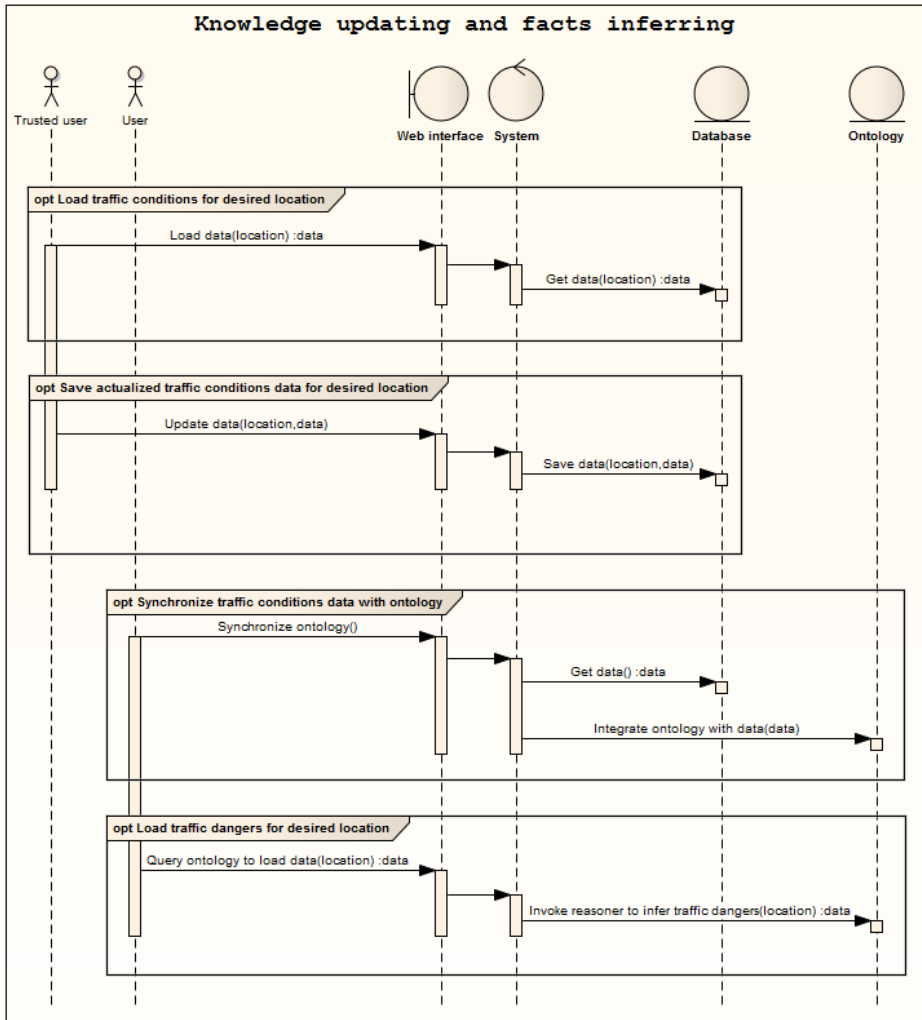 Knowledge updating and facts inferring
Trusted user
User
Web interface
System
Database
Ontology
opt Load traffic conditions for desired location
Load data(location) :data
Get data(location) :data
opt Save actualized traffic conditions data for desired location
Update data(location,data)
Save data(location,data)
opt Synchronize traffic conditions data with ontology
Synchronize ontology()
Get data() :data
Integrate ontology with data(data)
opt Load traffic dangers for desired location
Query ontology to load data(location) :data
Invoke reasoner to infer traffic dangers(location) :data